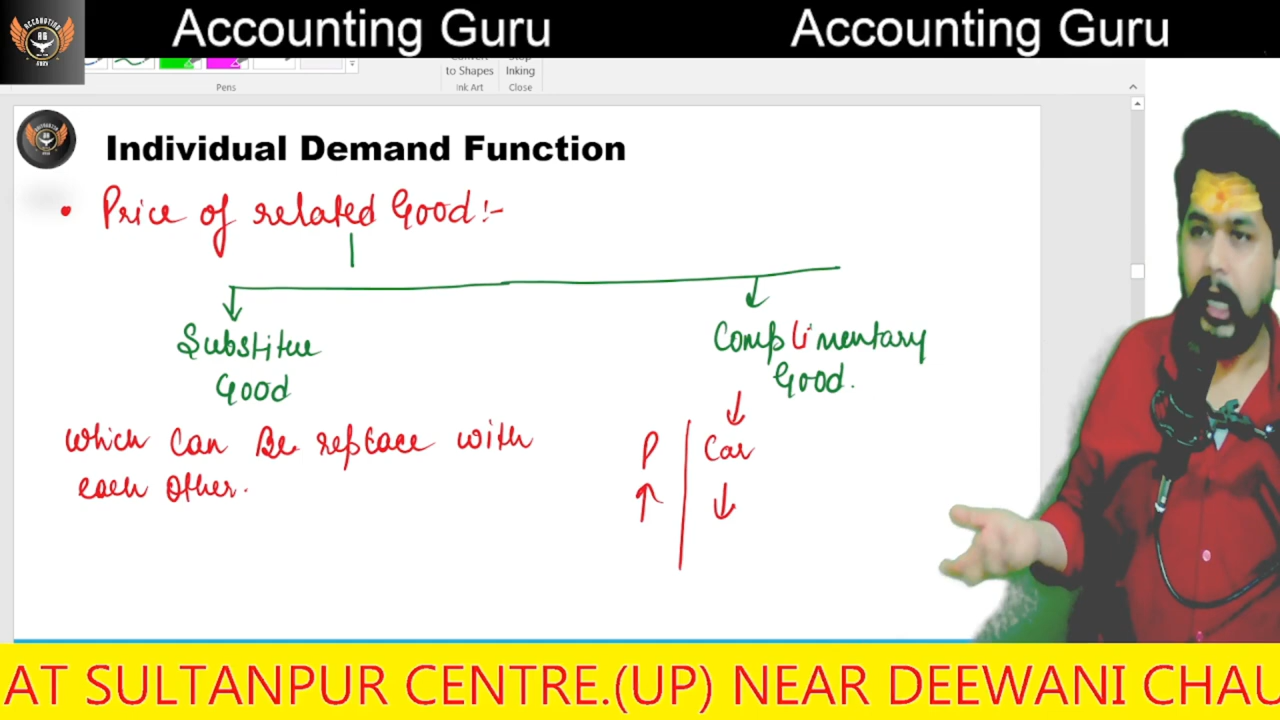 Accounting Guru
Accounting Guru
to Shapes
Inking
Pens
Ink Art
Close
Individual Demand Function
• Price of related Good:-
Substitue
Good
Complimentary
Good.
which can Be replace with
each other.
P
Car
AT SULTANPUR CENTRE.(UP) NEAR DEEWANI CHAU